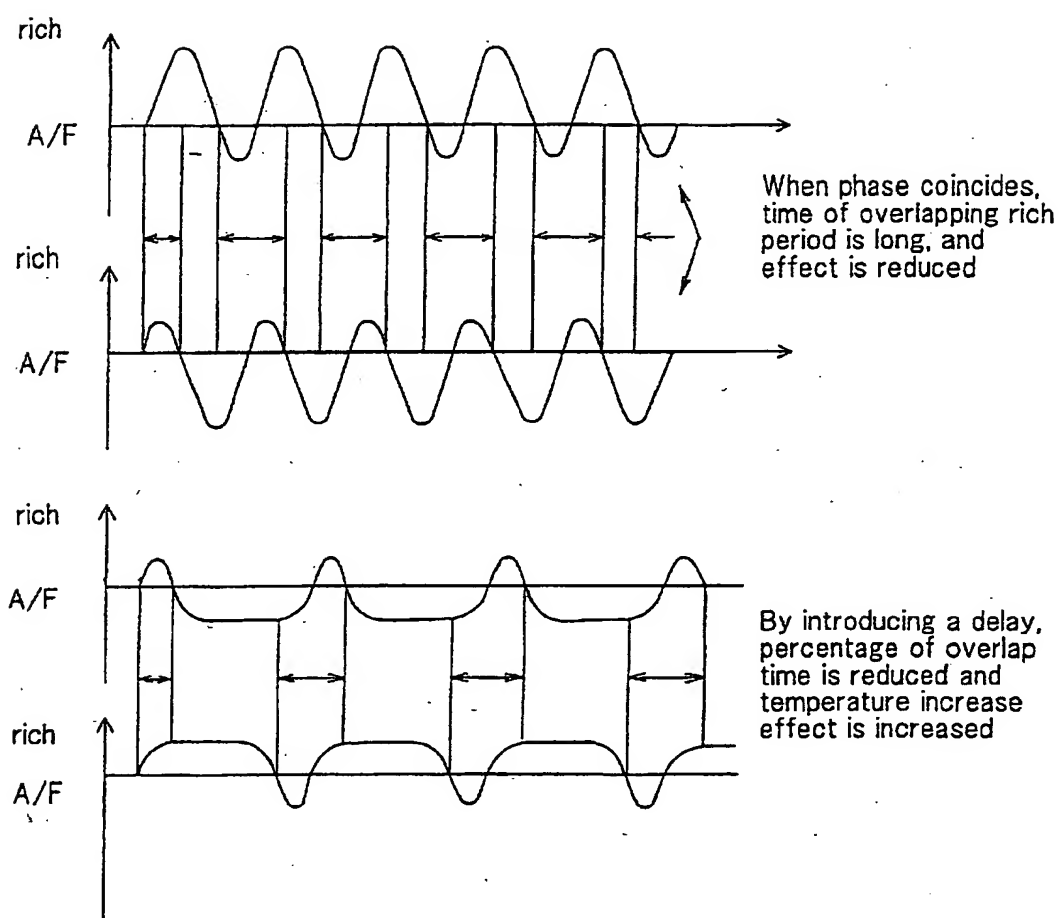 rich
A/F
When phase coincides,
time of overlapping rich
period is long, and
effect is reduced
rich
A/F
rich
A/F
By introducing a delay,
percentage of overlap
time is reduced and
temperature increase
effect is increased
rich
A/F